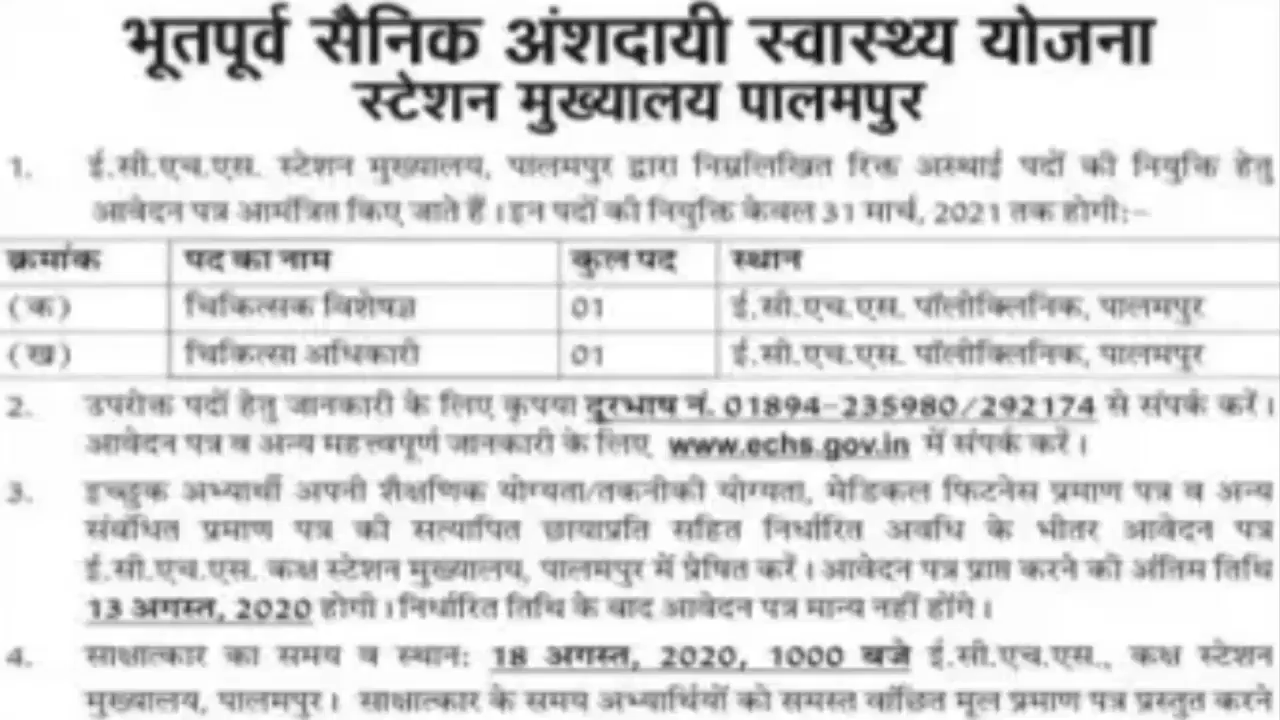 भूतपूर्व सैनिक अंशदायी स्वास्थ्य योजना
स्टेशन मुख्यालय पालमपुर
1. ई.सी.एच.एस. स्टेशन मुख्यालय, पालमपुर द्वारा निम्नलिखित रिक्त अस्थाई पदों की नियुक्ति हेतु
आवेदन पत्र आमंत्रित किए जाते हैं । इन पदों की नियुक्ति केवल 31 मार्च, 2021 तक होगी:–
क्रमांक पद का नाम कुल पद स्थान
(क) चिकित्सक विशेषज्ञ 01 ई.सी.एच.एस. पॉलीक्लिनिक, पालमपुर
(ख) चिकित्सा अधिकारी 01 ई.सी.एच.एस. पॉलीक्लिनिक, पालमपुर
2. उपरोक्त पदों हेतु जानकारी के लिए कृपया दूरभाष नं. 01894-235980/292174 से संपर्क करें ।
आवेदन पत्र व अन्य महत्त्वपूर्ण जानकारी के लिए www.echs.gov.in में संपर्क करें ।
3. इच्छुक अभ्यार्थी अपनी शैक्षणिक योग्यता/तकनीकी योग्यता, मेडिकल फिटनेस प्रमाण पत्र व अन्य
संबंधित प्रमाण पत्र की सत्यापित छायाप्रति सहित निर्धारित अवधि के भीतर आवेदन पत्र
ई.सी.एच.एस. कक्ष स्टेशन मुख्यालय, पालमपुर में प्रेषित करें । आवेदन पत्र प्राप्त करने की अंतिम तिथि
13 अगस्त, 2020 होगी । निर्धारित तिथि के बाद आवेदन पत्र मान्य नहीं होंगे ।
4. साक्षात्कार का समय व स्थान: 18 अगस्त, 2020, 1000 बजे ई.सी.एच.एस., कक्ष स्टेशन
मुख्यालय, पालमपुर । साक्षात्कार के समय अभ्यार्थियों को समस्त वांछित मूल प्रमाण पत्र प्रस्तुत करने